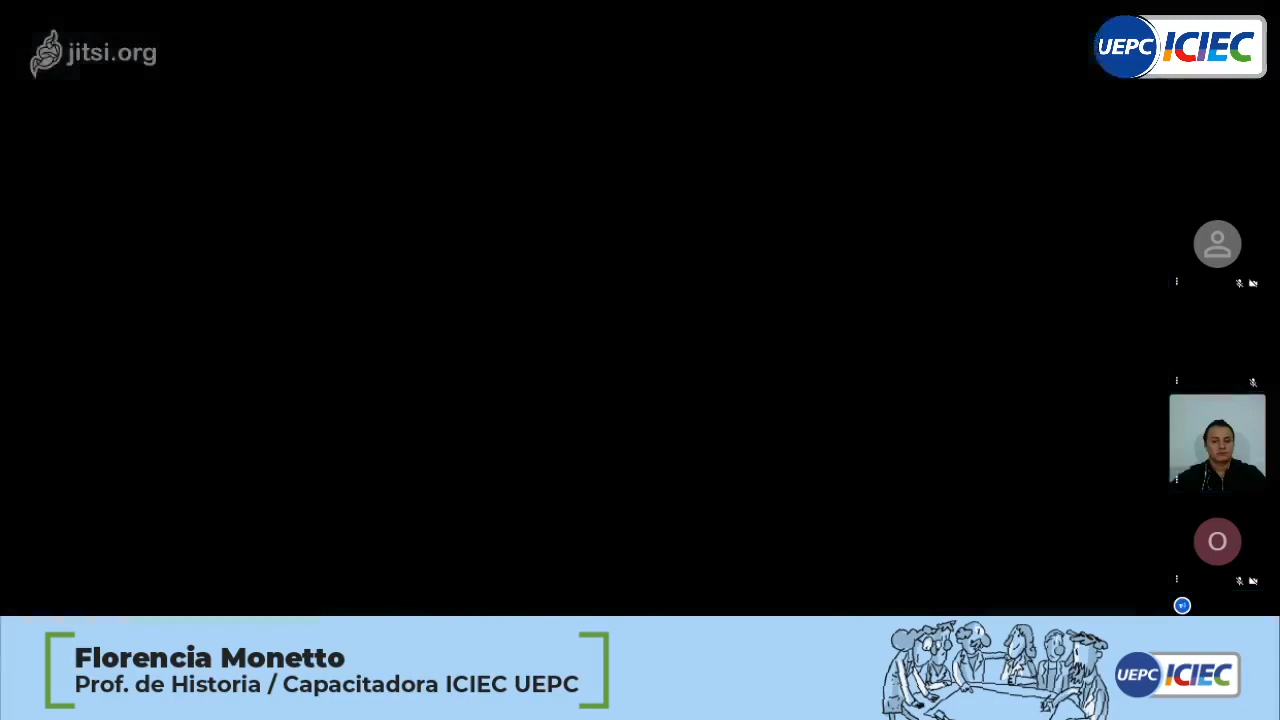 jitsi.org
UEPC ICIEC
O
Florencia Monetto
Prof. de Historia / Capacitadora ICIEC UEPC
UEPC ICIEC